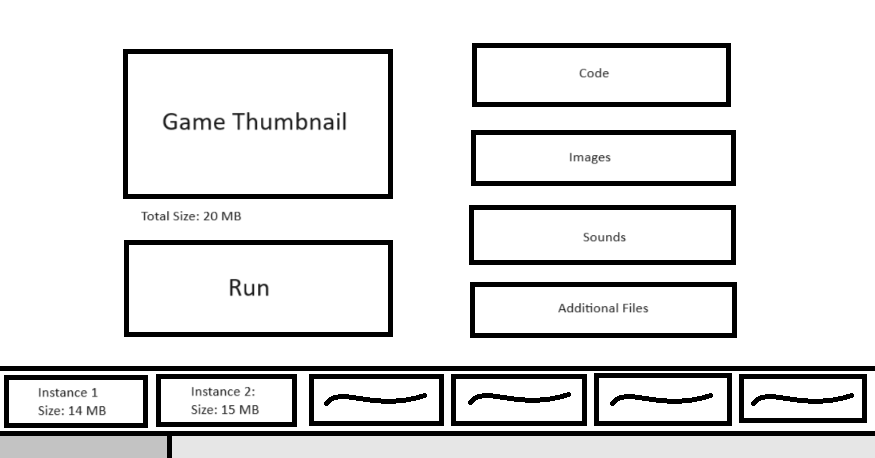 Game Thumbnail
Total Size: 20 MB
Run
Code
Images
Sounds
Additional Files
Instance 1
Size: 14 MB
Instance 2:
Size: 15 MB